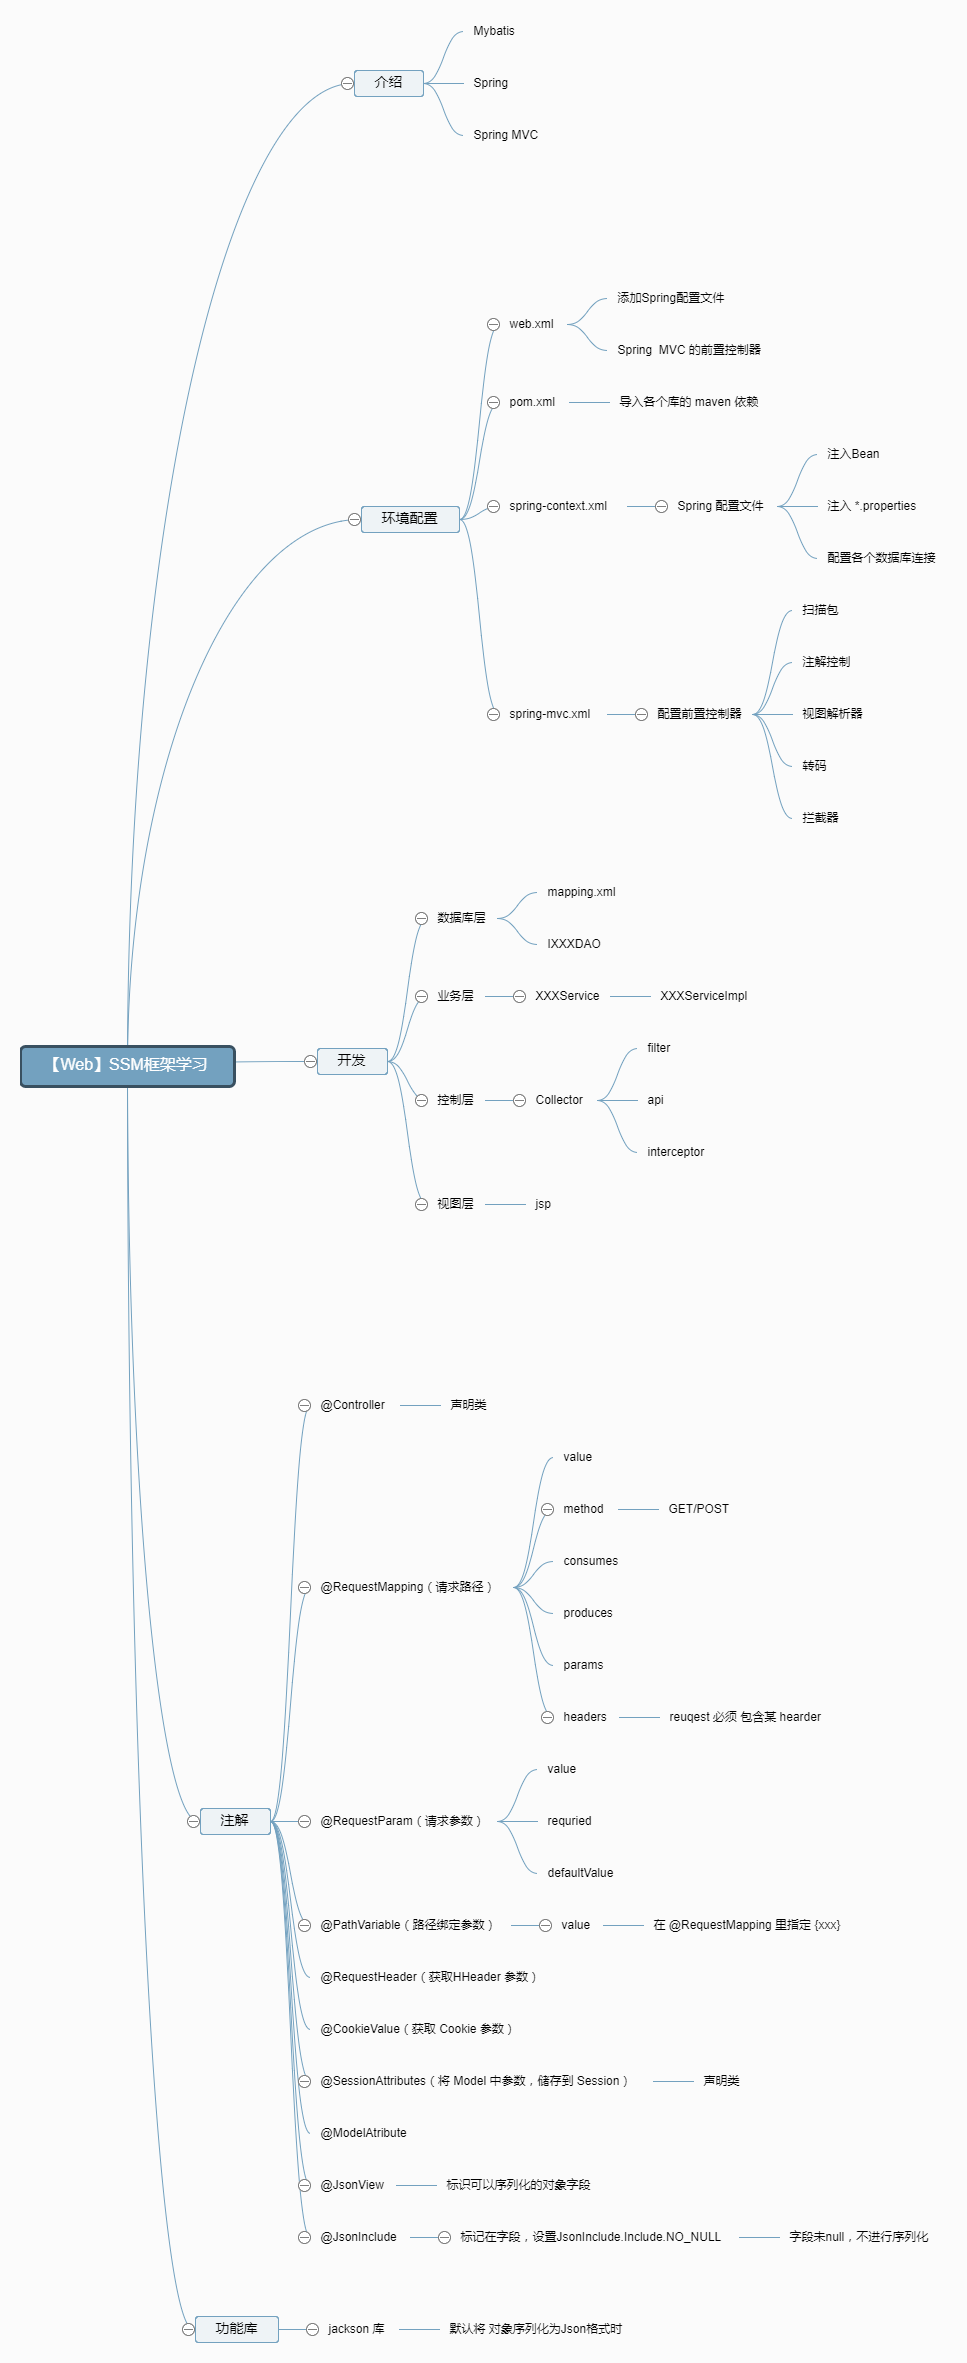 Mybatis
介绍
Spring
Spring MVC
添加Spring配置文件
web.xml
Spring  MVC 的前置控制器
pom.xml
导入各个库的 maven 依赖
注入Bean
环境配置
spring-context.xml
Spring 配置文件
注入 *.properties
配置各个数据库连接
扫描包
注解控制
spring-mvc.xml
配置前置控制器
视图解析器
转码
拦截器
mapping.xml
数据库层
IXXXDAO
业务层
XXXService
XXXServiceImpl
【Web】SSM框架学习
开发
filter
控制层
Collector
api
interceptor
视图层
jsp
@Controller
声明类
value
method
GET/POST
consumes
@RequestMapping（请求路径）
produces
params
headers
reuqest 必须 包含某 hearder
value
注解
@RequestParam（请求参数）
requried
defaultValue
@PathVariable（路径绑定参数）
value
在 @RequestMapping 里指定 {xxx}
@RequestHeader（获取HHeader 参数）
@CookieValue（获取 Cookie 参数）
@SessionAttributes（将 Model 中参数，储存到 Session）
声明类
@ModelAtribute
@JsonView
标识可以序列化的对象字段
@JsonInclude
标记在字段，设置JsonInclude.Include.NO_NULL
字段未null，不进行序列化
功能库
jackson 库
默认将 对象序列化为Json格式时